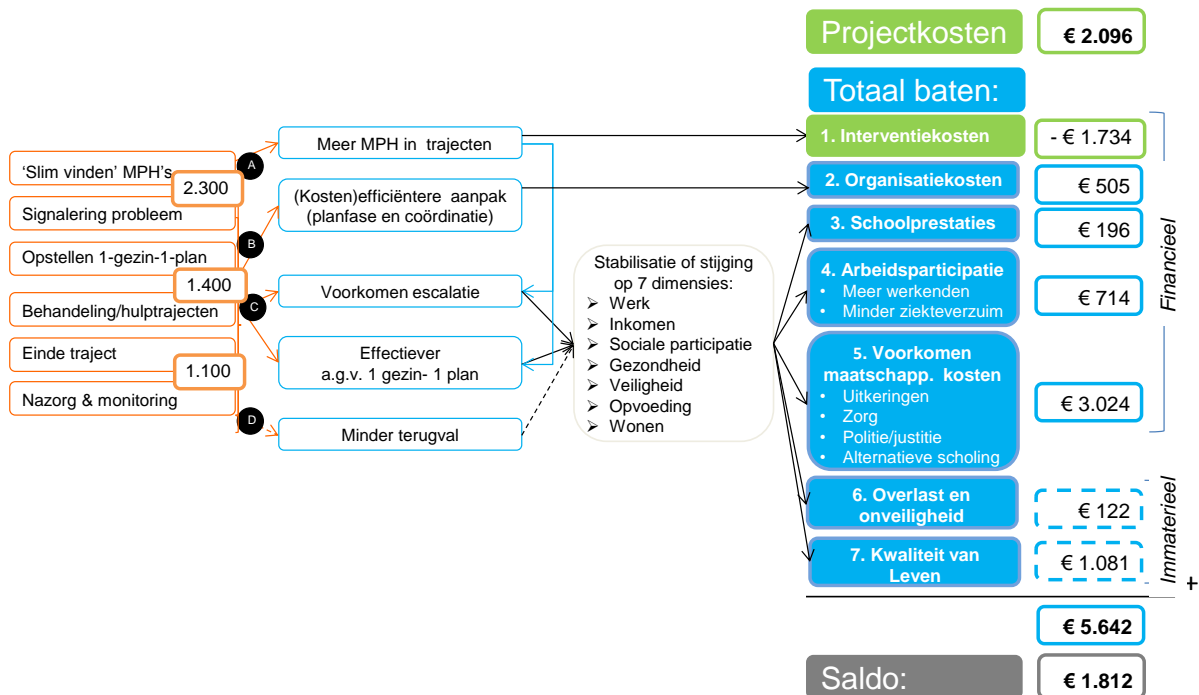 Projectkosten
€ 2.096
Totaal baten:
1. Interventiekosten
- € 1.734
2. Organisatiekosten
€ 505
3. Schoolprestaties
€ 196
4. Arbeidsparticipatie
• Meer werkenden
• Minder ziekteverzuim
€ 714
5. Voorkomen
maatschapp. kosten
• Uitkeringen
• Zorg
• Politie/justitie
• Alternatieve scholing
€ 3.024
6. Overlast en
onveiligheid
€ 122
7. Kwaliteit van
Leven
€ 1.081
Financieel
Immaterieel
+
€ 5.642
Saldo:
€ 1.812
'Slim vinden' MPH's
2.300
Signalering probleem
Opstellen 1-gezin-1-plan
1.400
Behandeling/hulptrajecten
Einde traject
1.100
Nazorg & monitoring
A
B
C
D
Meer MPH in trajecten
(Kosten)efficiëntere aanpak
(planfase en coördinatie)
Voorkomen escalatie
Effectiever
a.g.v. 1 gezin- 1 plan
Minder terugval
Stabilisatie of stijging
op 7 dimensies:
➢ Werk
➢ Inkomen
➢ Sociale participatie
➢ Gezondheid
➢ Veiligheid
➢ Opvoeding
➢ Wonen